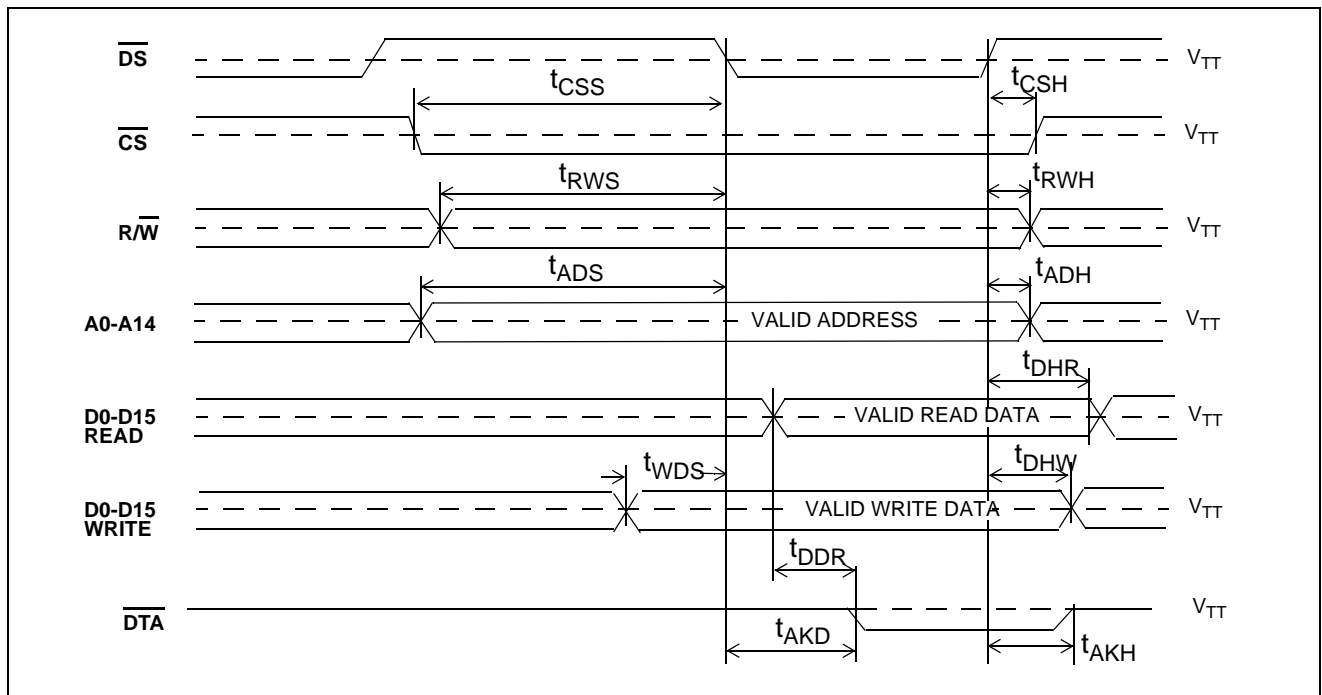 DS
VTT
tCSS
tCSH
CS
VTT
tRWS
tRWH
R/W
VTT
tADS
tADH
A0-A14
VALID ADDRESS
VTT
tDHR
D0-D15
READ
VALID READ DATA
VTT
tWDS
tDHW
D0-D15
WRITE
VALID WRITE DATA
VTT
tDDR
DTA
VTT
tAKD
tAKH